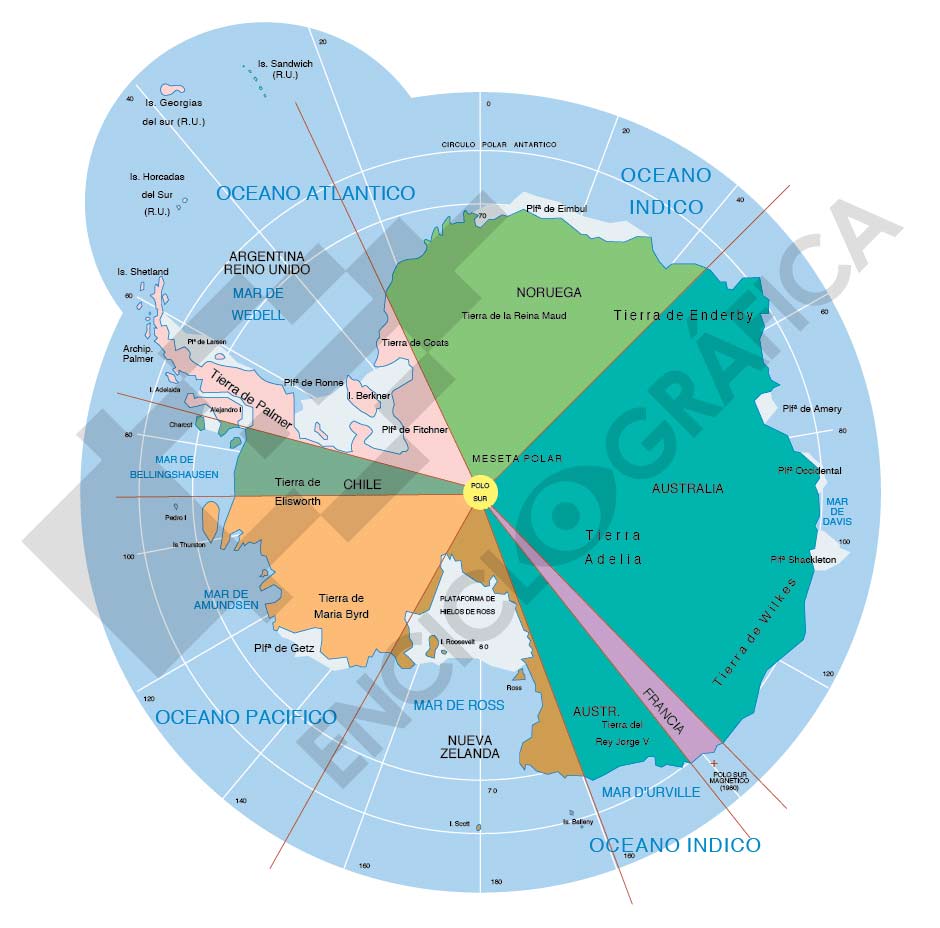 20
Is. Sandwich
(R.U.)
40
Is. Georgias
del sur (R.U.)
0
20
CIRCULO POLAR ANTARTICO
Is. Horcadas
del Sur
(R.U.)
OCEANO ATLANTICO
OCEANO
INDICO
40
70
Plfª de Eimbul
ARGENTINA
REINO UNIDO
Is. Shetland
60
MAR DE
WEDELL
NORUEGA
Tierra de la Reina Maud
Tierra de Enderby
60
Archip.
Palmer
Plfª de Larsen
Tierra de Coats
I. Adelaida
Tierra de Palmer
Plfª de Ronne
I. Berkner
Alejandro I
Charcot
Plfª de Fitchner
Plfª de Amery
80
80
MAR DE
BELLINGSHAUSEN
MESETA POLAR
Plfª Occidental
Tierra de
Elisworth
CHILE
POLO
SUR
AUSTRALIA
MAR
DE
DAVIS
Pedro I
Is. Thurston
100
100
Tierra
Adelia
Plfª Shackleton
MAR DE
AMUNDSEN
Tierra de
Maria Byrd
PLATAFORMA DE
HIELOS DE ROSS
Tierra de Wilkes
Plfª de Getz
I. Roosevelt
80
120
120
Ross
OCEANO PACIFICO
MAR DE ROSS
AUSTR.
Tierra del
Rey Jorge V
FRANCIA
NUEVA
ZELANDA
POLO SUR
MAGNETICO
(1980)
70
MAR D'URVILLE
140
I. Scott
Is. Balleny
OCEANO INDICO
160
160
180
ENCICLOGRÁFICA